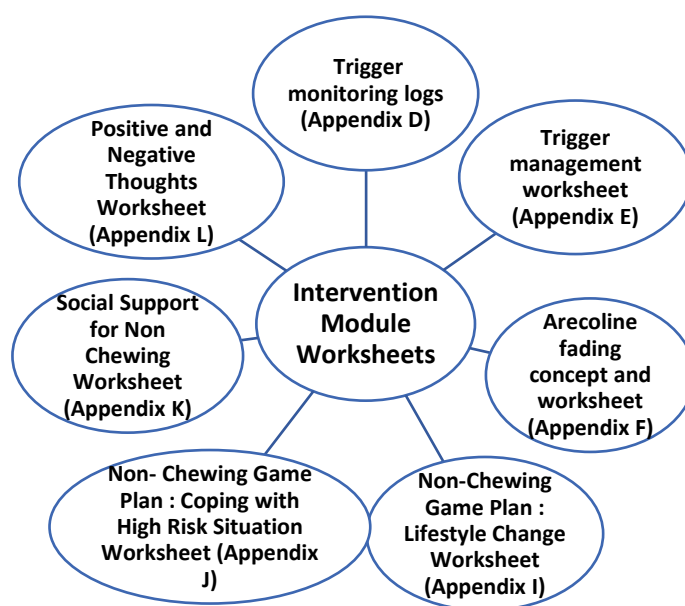 Trigger
monitoring logs
(Appendix D)
Trigger
management
worksheet
(Appendix E)
Arecoline
fading
concept and
worksheet
(Appendix F)
Non-Chewing
Game Plan :
Lifestyle Change
Worksheet
(Appendix I)
Non- Chewing Game
Plan : Coping with
High Risk Situation
Worksheet (Appendix
J)
Social Support
for Non
Chewing
Worksheet
(Appendix K)
Positive and
Negative
Thoughts
Worksheet
(Appendix L)
Intervention
Module
Worksheets